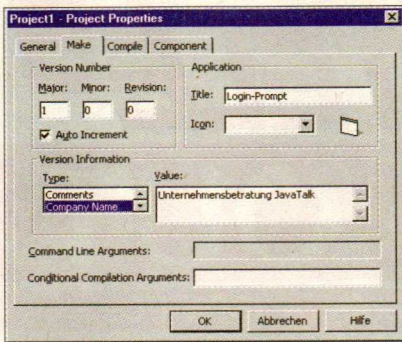 Project1 - Project Properties
General Make Compile Component
Version Number
Major: Minor: Revision:
1 0 0
Auto Increment
Application
Title: Login-Prompt
Icon:
Version Information
Type: Value:
Comments
Company Name
Unternehmensbetratung JavaTalk
Command Line Arguments:
Conditional Compilation Arguments:
OK Abbrechen Hilfe